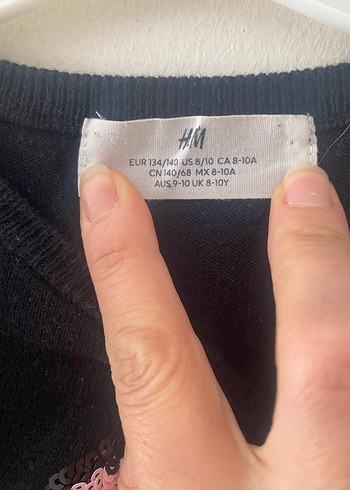 H&M
EUR 134/140 US 8/10 CA 8-10A
CN 140/68 MX 8-10A
AUS 9-10 UK 8-10Y